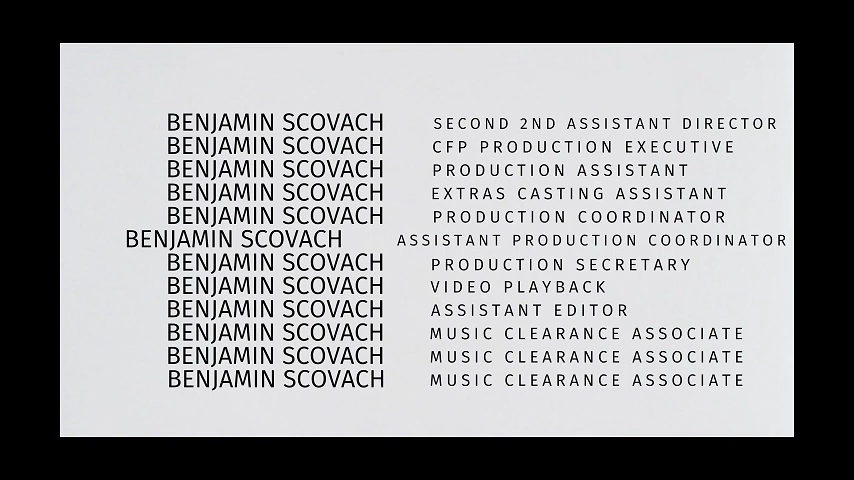 BENJAMIN SCOVACH SECOND 2ND ASSISTANT DIRECTOR
BENJAMIN SCOVACH CFP PRODUCTION EXECUTIVE
BENJAMIN SCOVACH PRODUCTION ASSISTANT
BENJAMIN SCOVACH EXTRAS CASTING ASSISTANT
BENJAMIN SCOVACH PRODUCTION COORDINATOR
BENJAMIN SCOVACH ASSISTANT PRODUCTION COORDINATOR
BENJAMIN SCOVACH PRODUCTION SECRETARY
BENJAMIN SCOVACH VIDEO PLAYBACK
BENJAMIN SCOVACH ASSISTANT EDITOR
BENJAMIN SCOVACH MUSIC CLEARANCE ASSOCIATE
BENJAMIN SCOVACH MUSIC CLEARANCE ASSOCIATE
BENJAMIN SCOVACH MUSIC CLEARANCE ASSOCIATE